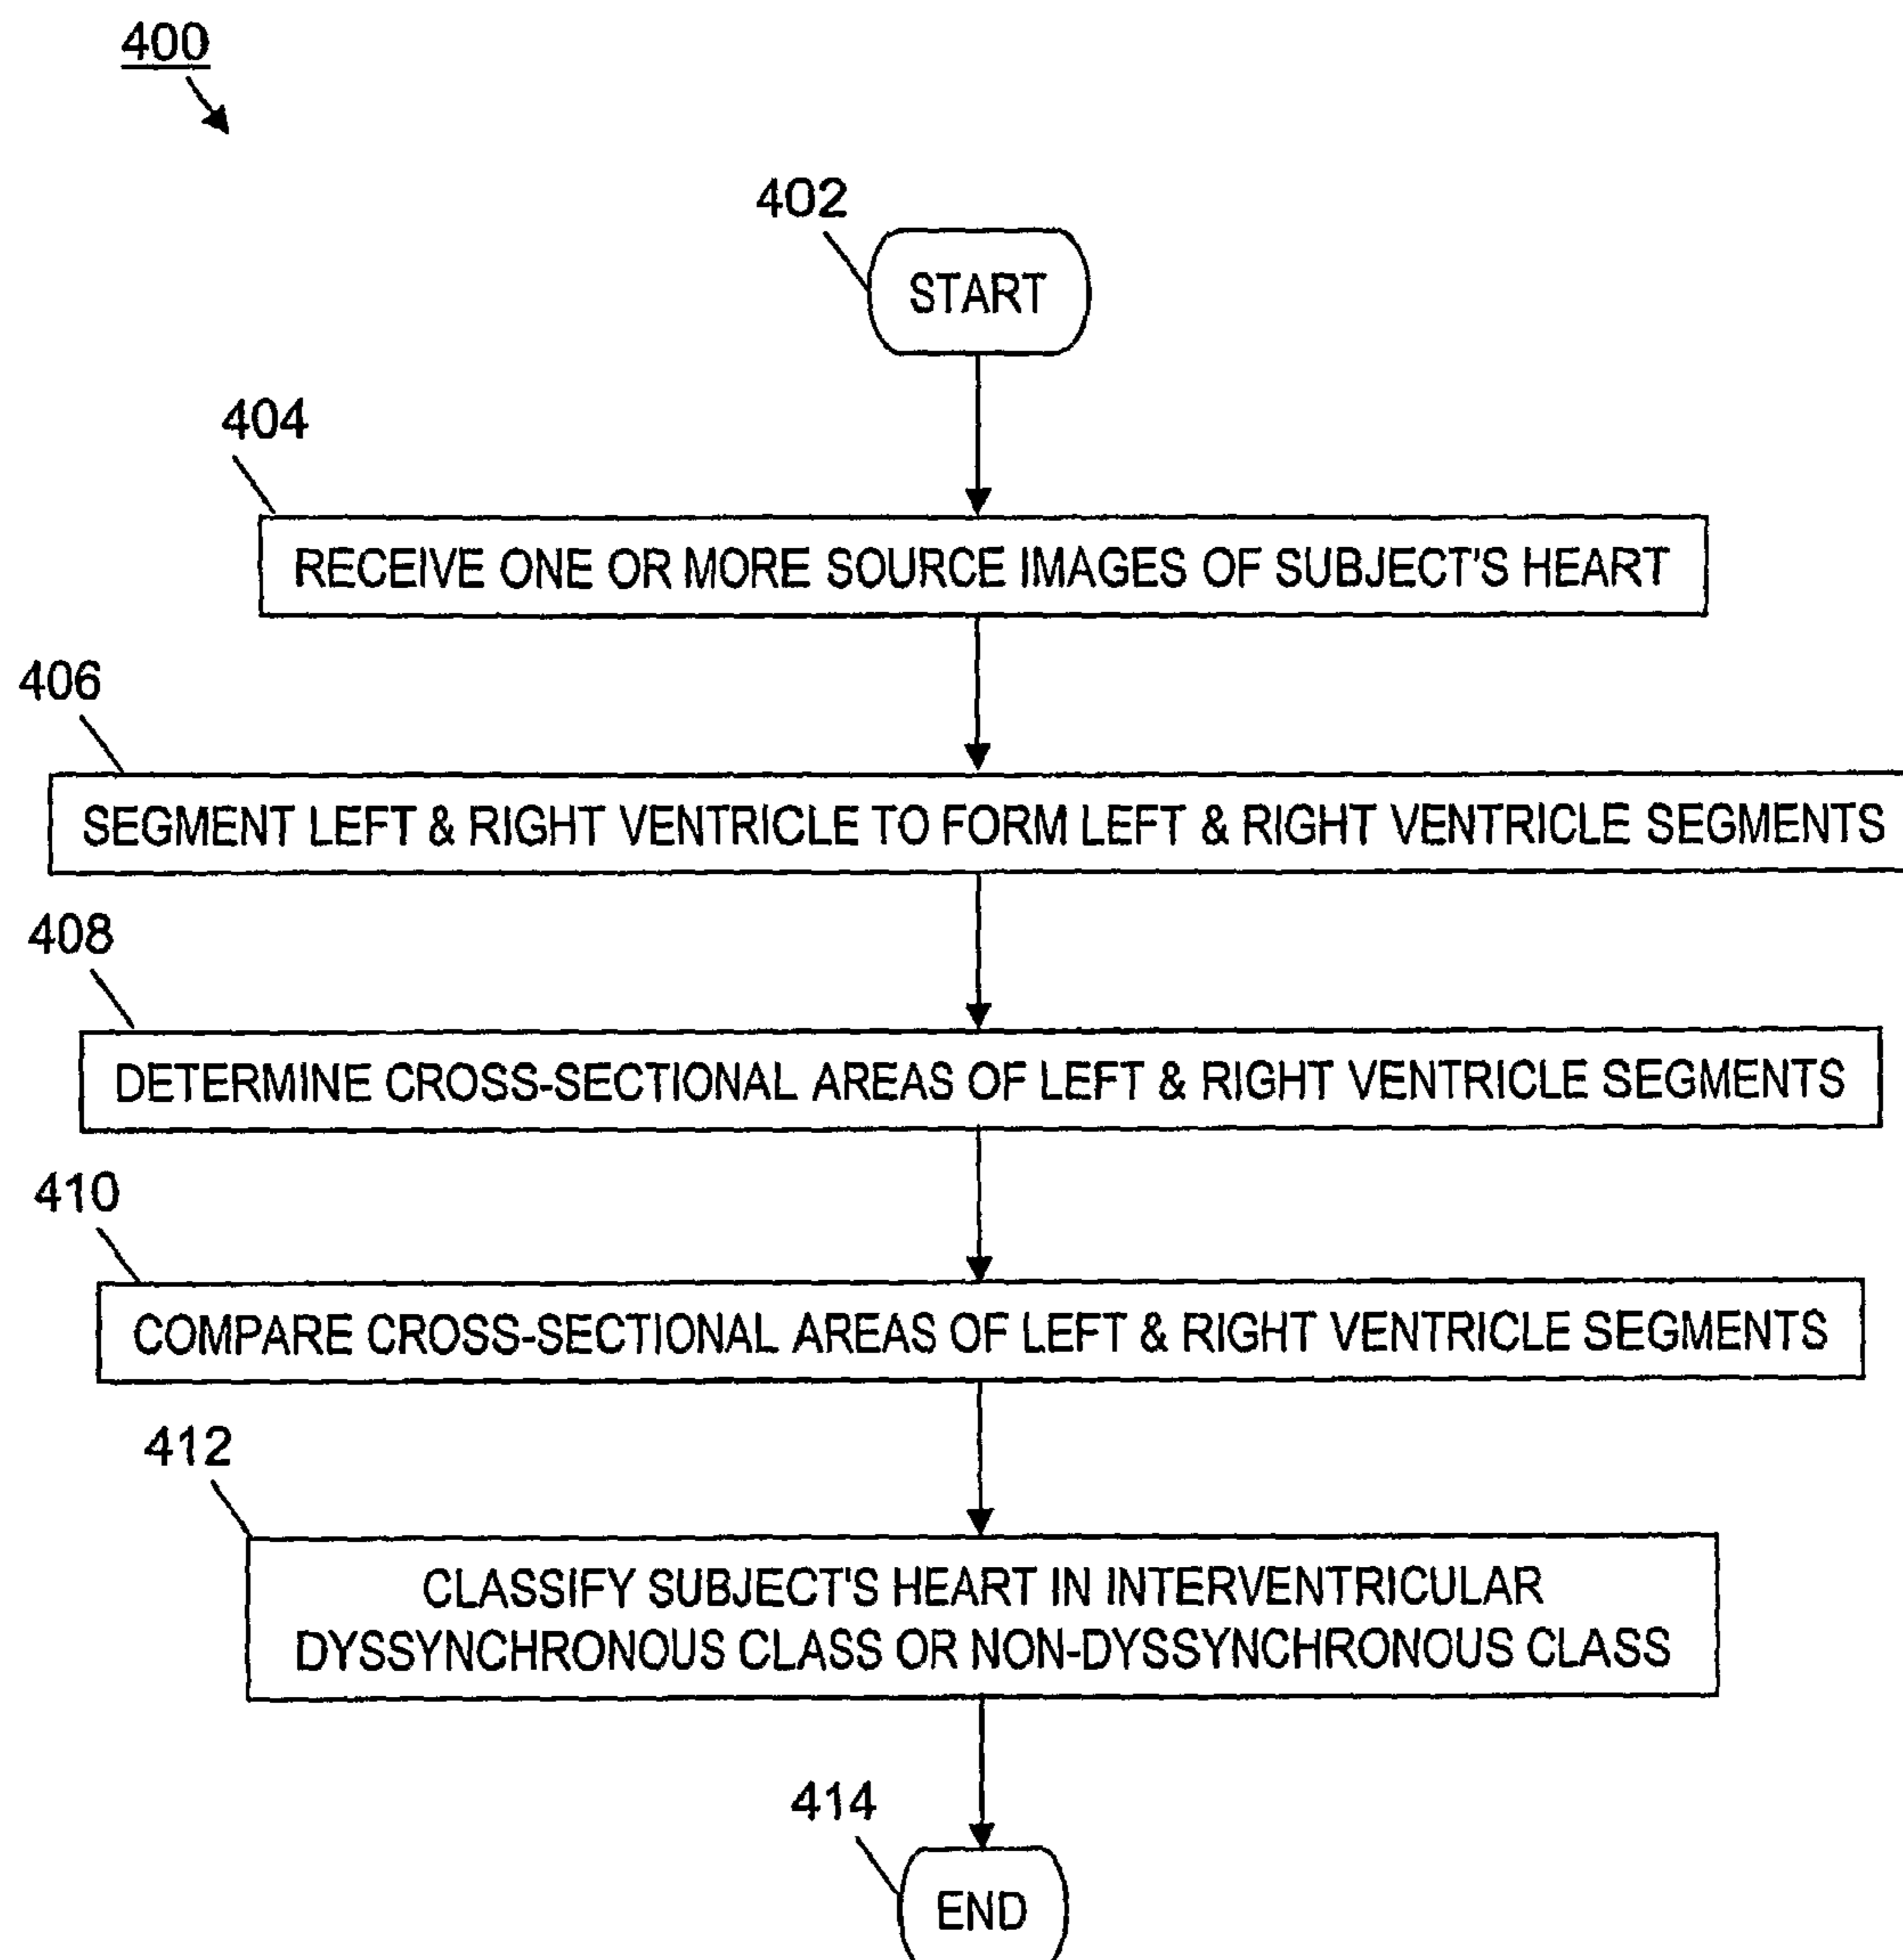 400
402
START
404
RECEIVE ONE OR MORE SOURCE IMAGES OF SUBJECT'S HEART
406
SEGMENT LEFT & RIGHT VENTRICLE TO FORM LEFT & RIGHT VENTRICLE SEGMENTS
408
DETERMINE CROSS-SECTIONAL AREAS OF LEFT & RIGHT VENTRICLE SEGMENTS
410
COMPARE CROSS-SECTIONAL AREAS OF LEFT & RIGHT VENTRICLE SEGMENTS
412
CLASSIFY SUBJECT'S HEART IN INTERVENTRICULAR
DYSSYNCHRONOUS CLASS OR NON-DYSSYNCHRONOUS CLASS
414
END